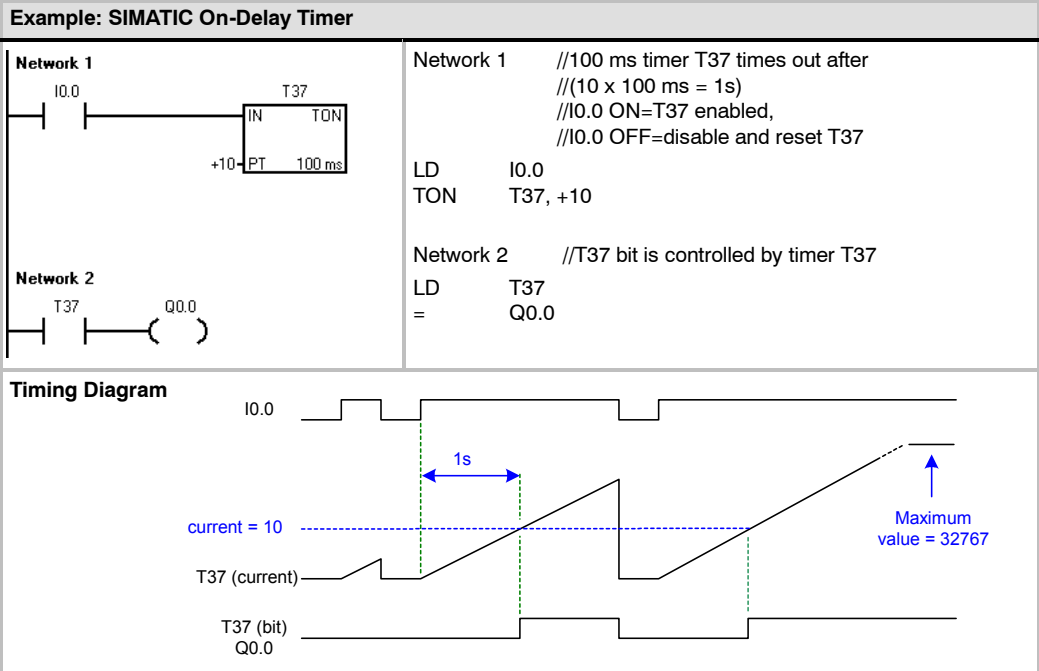 Example: SIMATIC On-Delay Timer
Network 1
I0.0
T37
IN TON
+10 PT 100 ms
Network 2
T37 Q0.0
Network 1 //100 ms timer T37 times out after
//(10 x 100 ms = 1s)
//I0.0 ON=T37 enabled,
//I0.0 OFF=disable and reset T37
LD I0.0
TON T37, +10
Network 2 //T37 bit is controlled by timer T37
LD T37
= Q0.0
Timing Diagram
I0.0
1s
current = 10
Maximum
value = 32767
T37 (current)
T37 (bit)
Q0.0